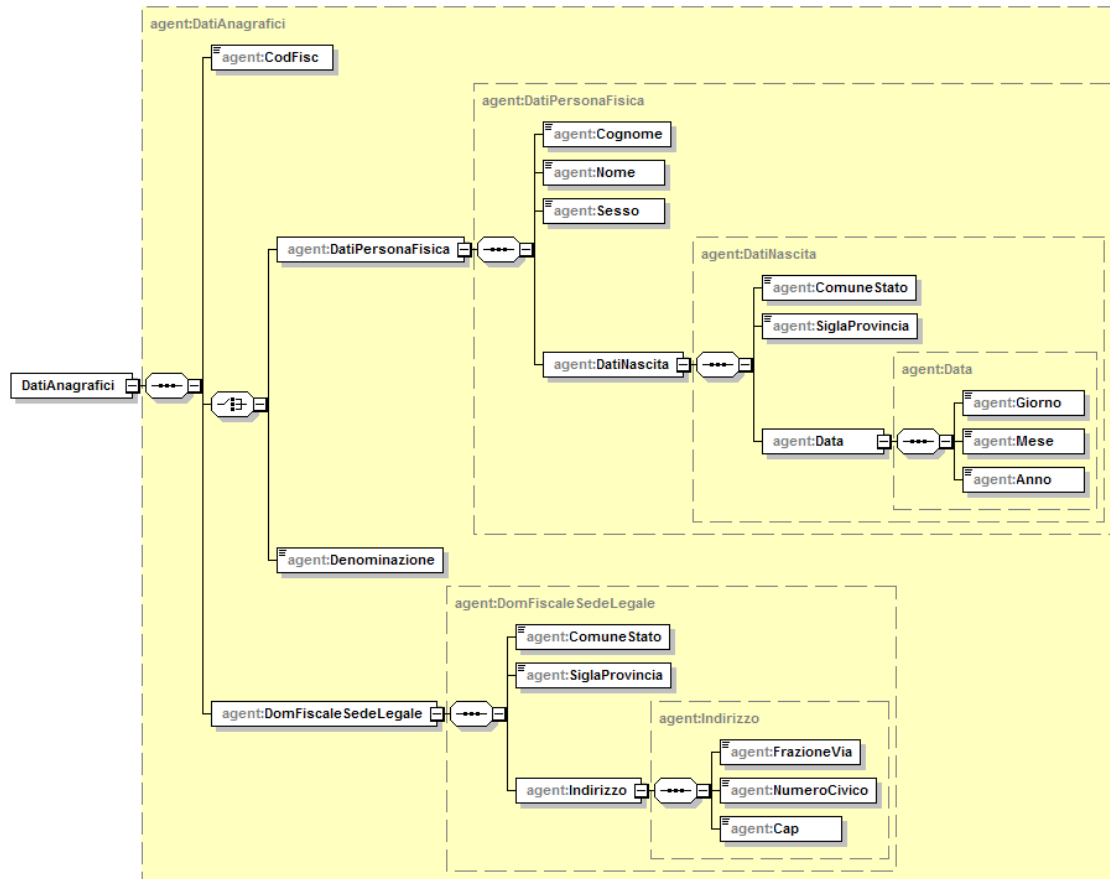 agent:DatiAnagrafici
agent:CodFisc
agent:DatiPersonaFisica
agent:Cognome
agent:Nome
agent:Sesso
agent:DatiPersonaFisica
agent:DatiNascita
agent:ComuneStato
agent:SiglaProvincia
agent:DatiNascita
agent:Data
DatiAnagrafici
agent:Giorno
agent:Data
agent:Mese
agent:Anno
agent:Denominazione
agent:DomFiscaleSedeLegale
agent:ComuneStato
agent:SiglaProvincia
agent:DomFiscaleSedeLegale
agent:Indirizzo
agent:FrazioneVia
agent:Indirizzo
agent:NumeroCivico
agent:Cap